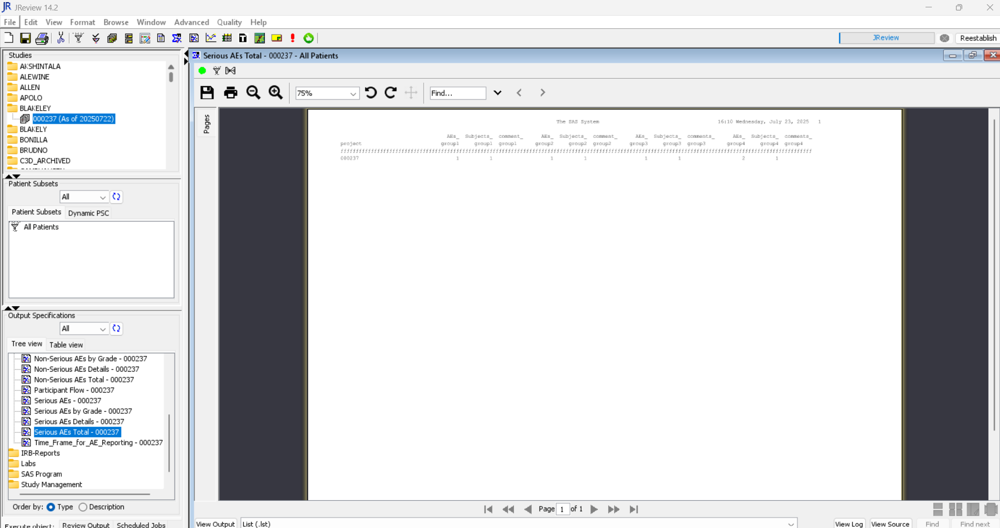 JR JReview 14.2
File Edit View Format Browse Window Advanced Quality Help
JReview Reestablish
Studies
AKSHINTALA
ALEWINE
ALLEN
APOLO
BLAKELEY
000237 (As of 20250722)
BLAKELY
BONILLA
BRUDNO
C3D_ARCHIVED
Patient Subsets
All
Patient Subsets Dynamic PSC
All Patients
Output Specifications
All
Tree view Table view
Non-Serious AEs by Grade - 000237
Non-Serious AEs Details - 000237
Non-Serious AEs Total - 000237
Participant Flow - 000237
Serious AEs - 000237
Serious AEs by Grade - 000237
Serious AEs Details - 000237
Serious AEs Total - 000237
Time_Frame_for_AE_Reporting - 000237
IRB-Reports
Labs
SAS Program
Study Management
Order by: Type Description
Execute object: Review Output Scheduled Jobs
Serious AEs Total - 000237 - All Patients
75% Find...
Pages
The SAS System 16:10 Wednesday, July 23, 2025 1
AEs_ Subjects_ comment_ AEs_ Subjects_ comment_ AEs_ Subjects_ comments_ AEs_ Subjects_ comments_
project group1 group1 group1 group2 group2 group2 group3 group3 group3 group4 group4 group4
000237 1 1 1 1 1 1 2 1
Page 1 of 1
View Output List (.lst) View Log View Source Find Find next